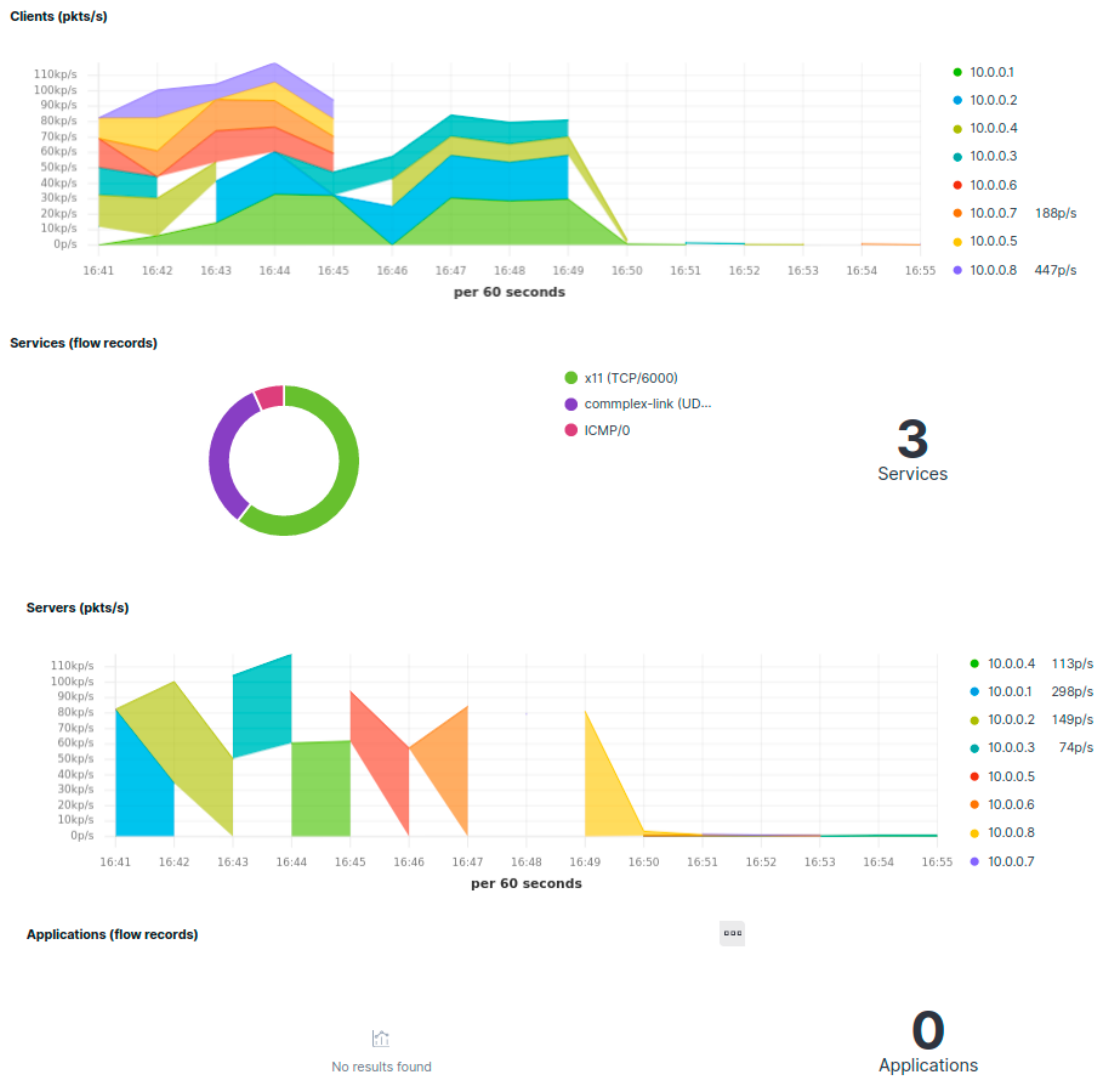 Clients (pkts/s)
110kp/s
100kp/s
90kp/s
80kp/s
70kp/s
60kp/s
50kp/s
40kp/s
30kp/s
20kp/s
10kp/s
0p/s
16:41 16:42 16:43 16:44 16:45 16:46 16:47 16:48 16:49 16:50 16:51 16:52 16:53 16:54 16:55
per 60 seconds
10.0.0.1
10.0.0.2
10.0.0.4
10.0.0.3
10.0.0.6
10.0.0.7 188p/s
10.0.0.5
10.0.0.8 447p/s
Services (flow records)
x11 (TCP/6000)
commplex-link (UD...
ICMP/0
3
Services
Servers (pkts/s)
110kp/s
100kp/s
90kp/s
80kp/s
70kp/s
60kp/s
50kp/s
40kp/s
30kp/s
20kp/s
10kp/s
0p/s
16:41 16:42 16:43 16:44 16:45 16:46 16:47 16:48 16:49 16:50 16:51 16:52 16:53 16:54 16:55
per 60 seconds
10.0.0.4 113p/s
10.0.0.1 298p/s
10.0.0.2 149p/s
10.0.0.3 74p/s
10.0.0.5
10.0.0.6
10.0.0.8
10.0.0.7
Applications (flow records)
No results found
0
Applications